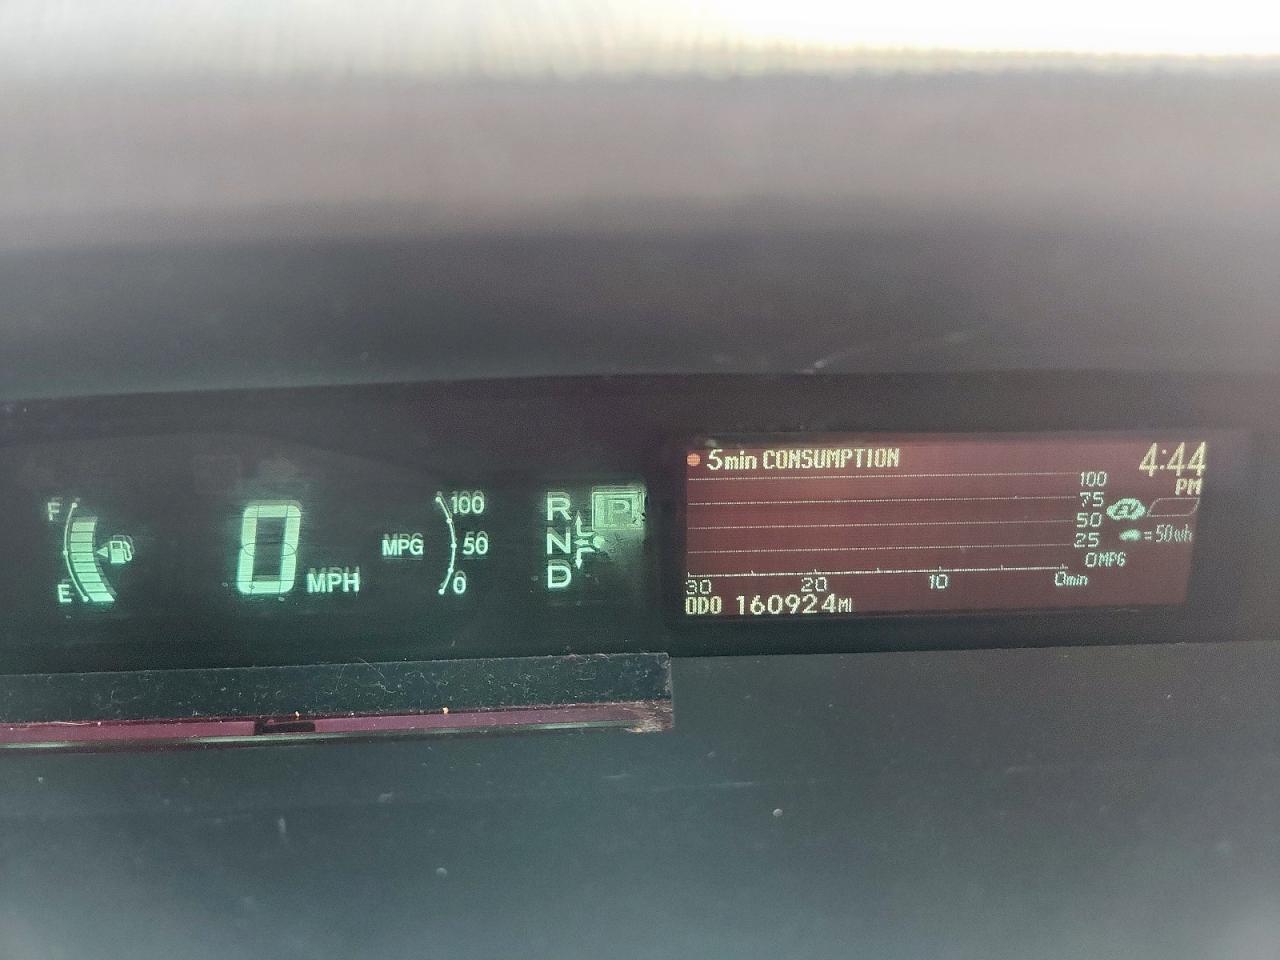 F
E
0 MPH
MPG
100
50
0
R
N
D
P
5min CONSUMPTION
4:44
PM
100
75
50
25
0MPG
EV
= 50wh
30 20 10 0min
ODO 160924MI